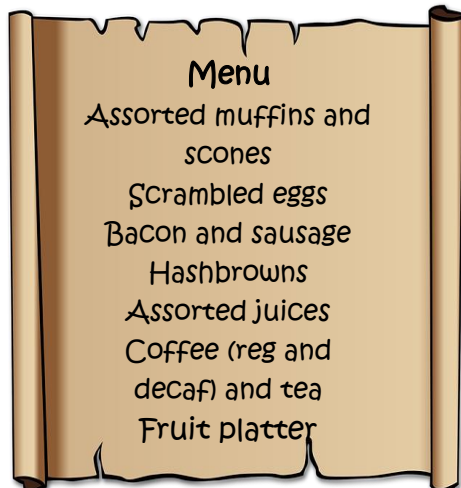 Menu
Assorted muffins and
scones
Scrambled eggs
Bacon and sausage
Hashbrowns
Assorted juices
Coffee (reg and
decaf) and tea
Fruit platter